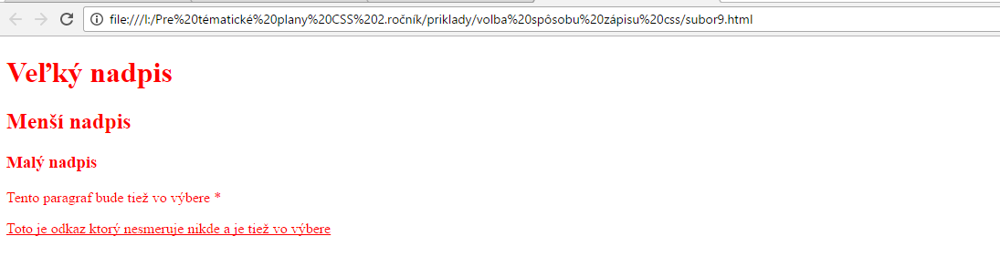 file:///I:/Pre%20tématické%20plany%20CSS%202.ročník/priklady/volba%20spôsobu%20zápisu%20css/subor9.html
Veľký nadpis
Menší nadpis
Malý nadpis
Tento paragraf bude tiež vo výbere *
Toto je odkaz ktorý nesmeruje nikde a je tiež vo výbere